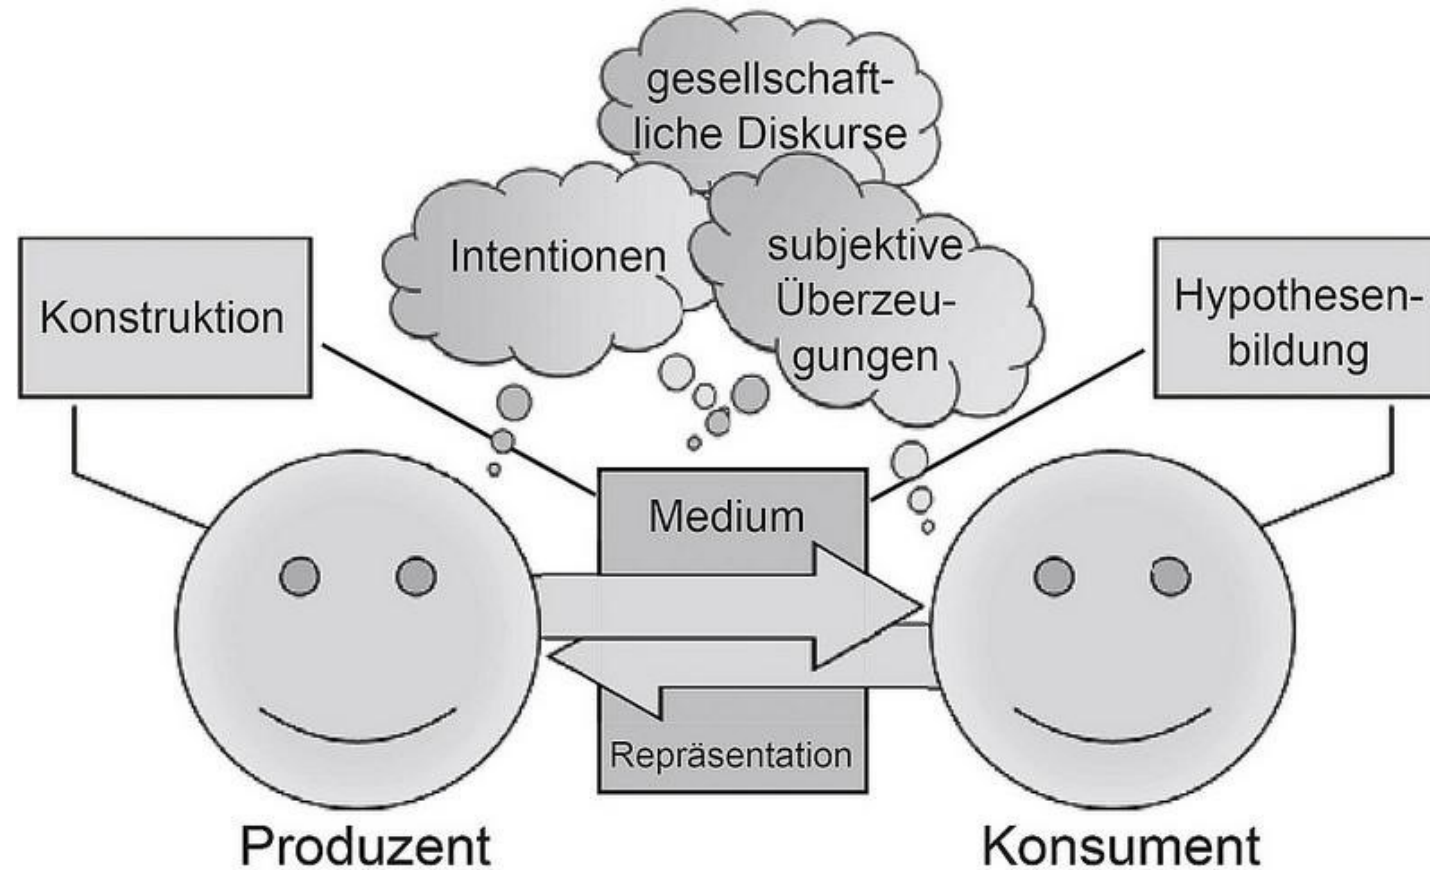 gesellschaft-
liche Diskurse
Intentionen
subjektive
Überzeu-
gungen
Konstruktion
Hypothesen-
bildung
Medium
Repräsentation
Produzent
Konsument